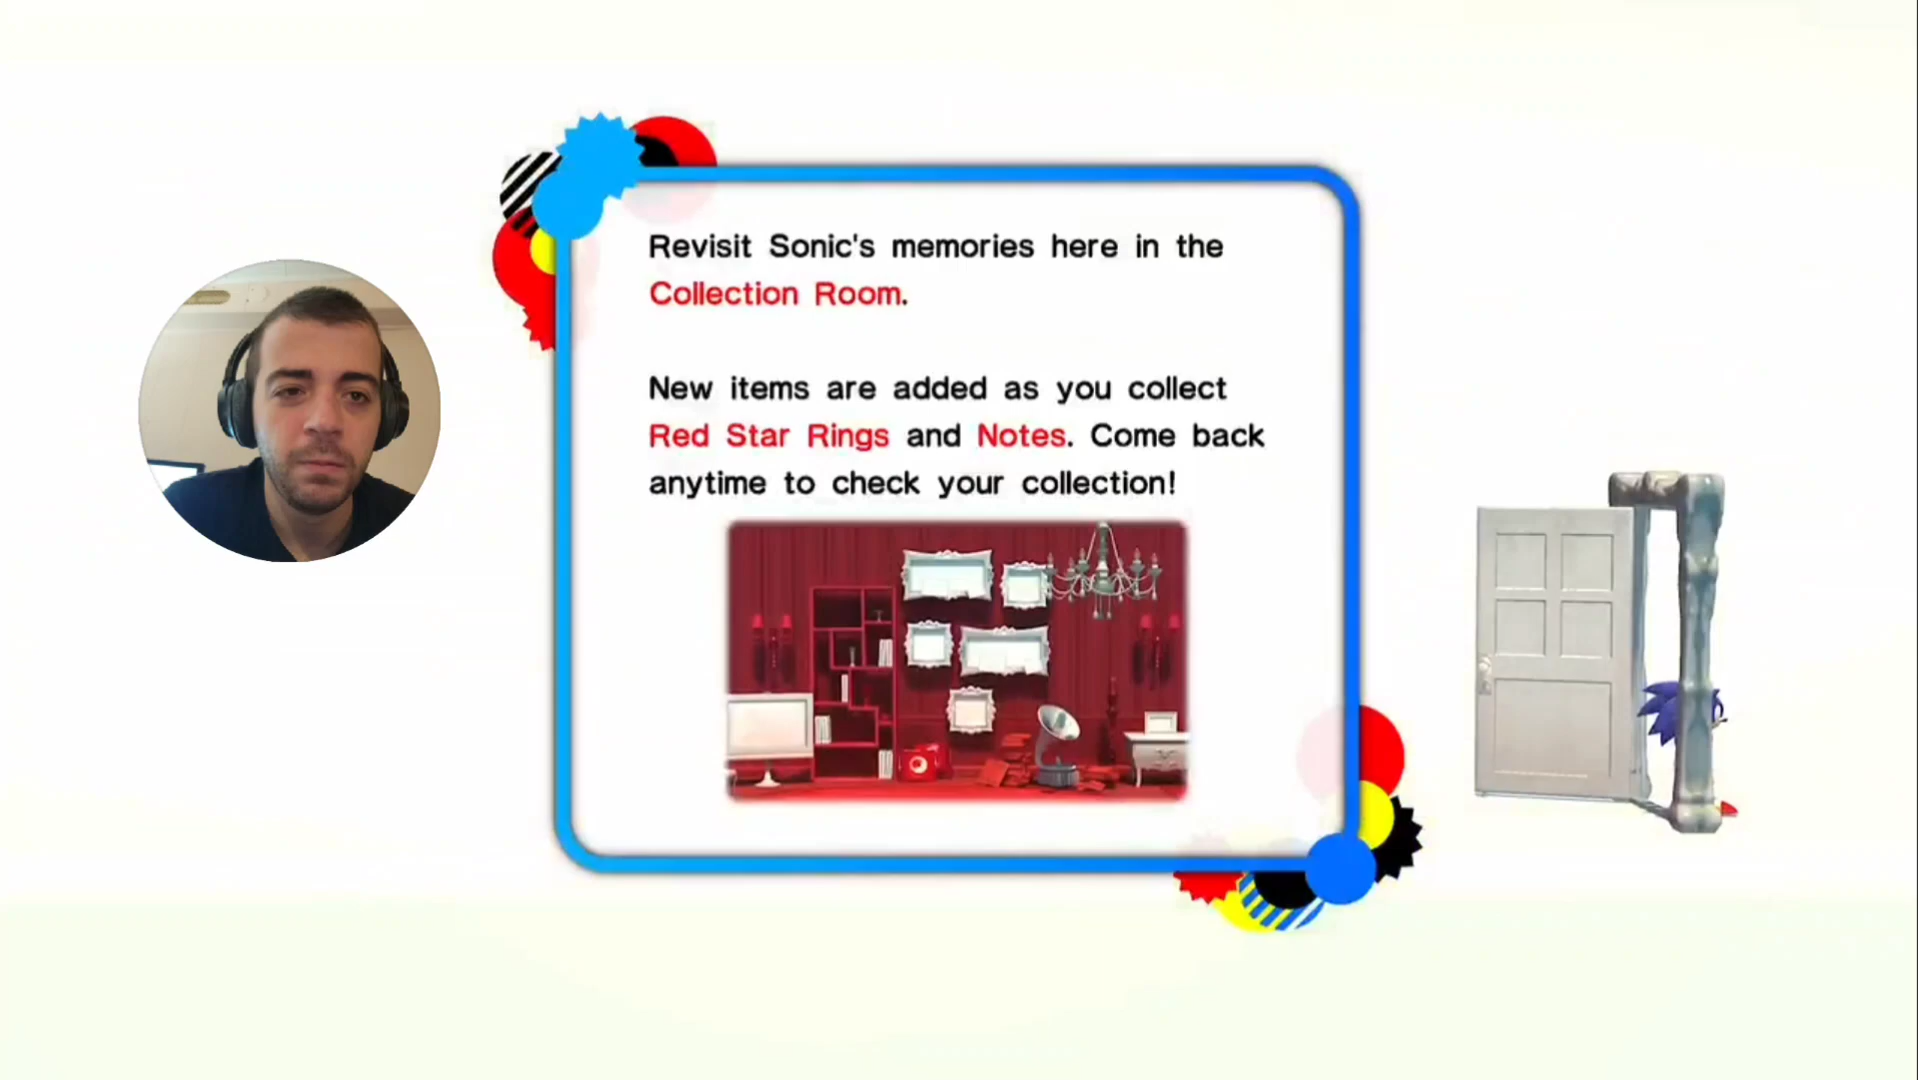 Revisit Sonic's memories here in the
Collection Room.
New items are added as you collect
Red Star Rings and Notes. Come back
anytime to check your collection!